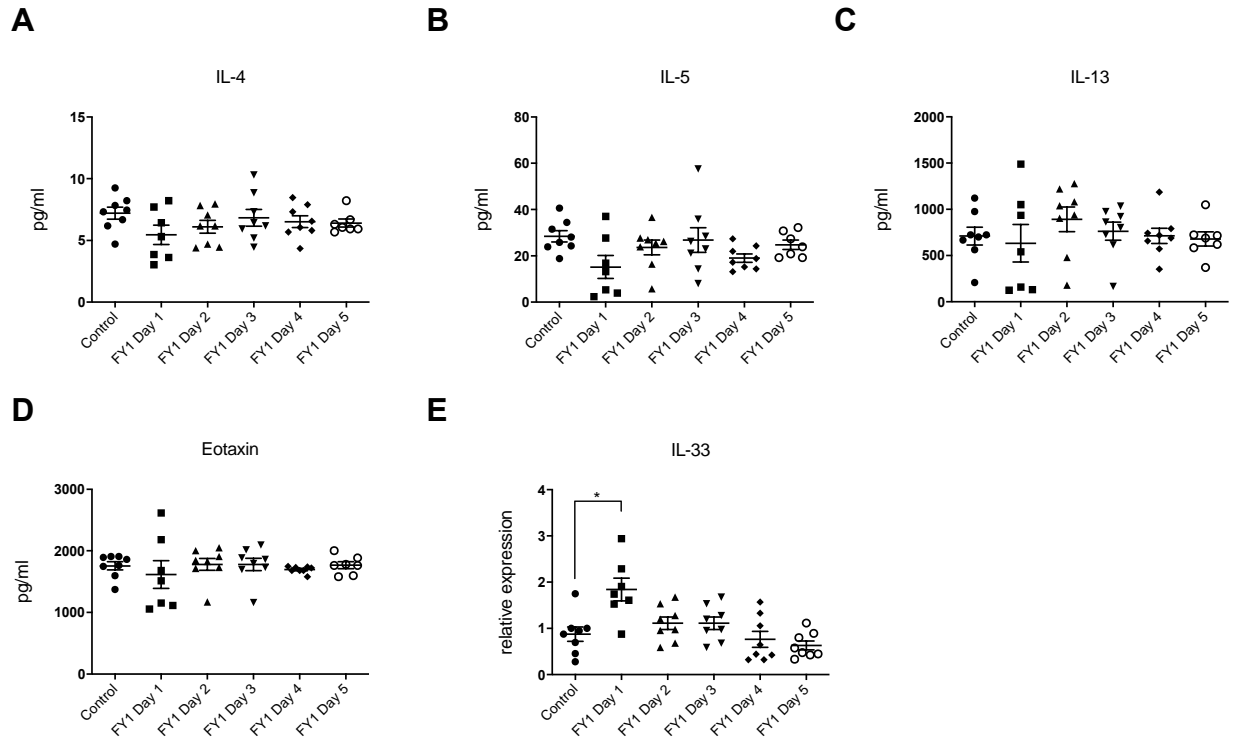 A
B
C
IL-4
IL-5
IL-13
pg/ml
15
10
5
0
Control
FY1 Day 1
FY1 Day 2
FY1 Day 3
FY1 Day 4
FY1 Day 5
pg/ml
80
60
40
20
0
Control
FY1 Day 1
FY1 Day 2
FY1 Day 3
FY1 Day 4
FY1 Day 5
pg/ml
2000
1500
1000
500
0
Control
FY1 Day 1
FY1 Day 2
FY1 Day 3
FY1 Day 4
FY1 Day 5
D
E
Eotaxin
IL-33
pg/ml
3000
2000
1000
0
Control
FY1 Day 1
FY1 Day 2
FY1 Day 3
FY1 Day 4
FY1 Day 5
relative expression
4
3
2
1
0
*
Control
FY1 Day 1
FY1 Day 2
FY1 Day 3
FY1 Day 4
FY1 Day 5